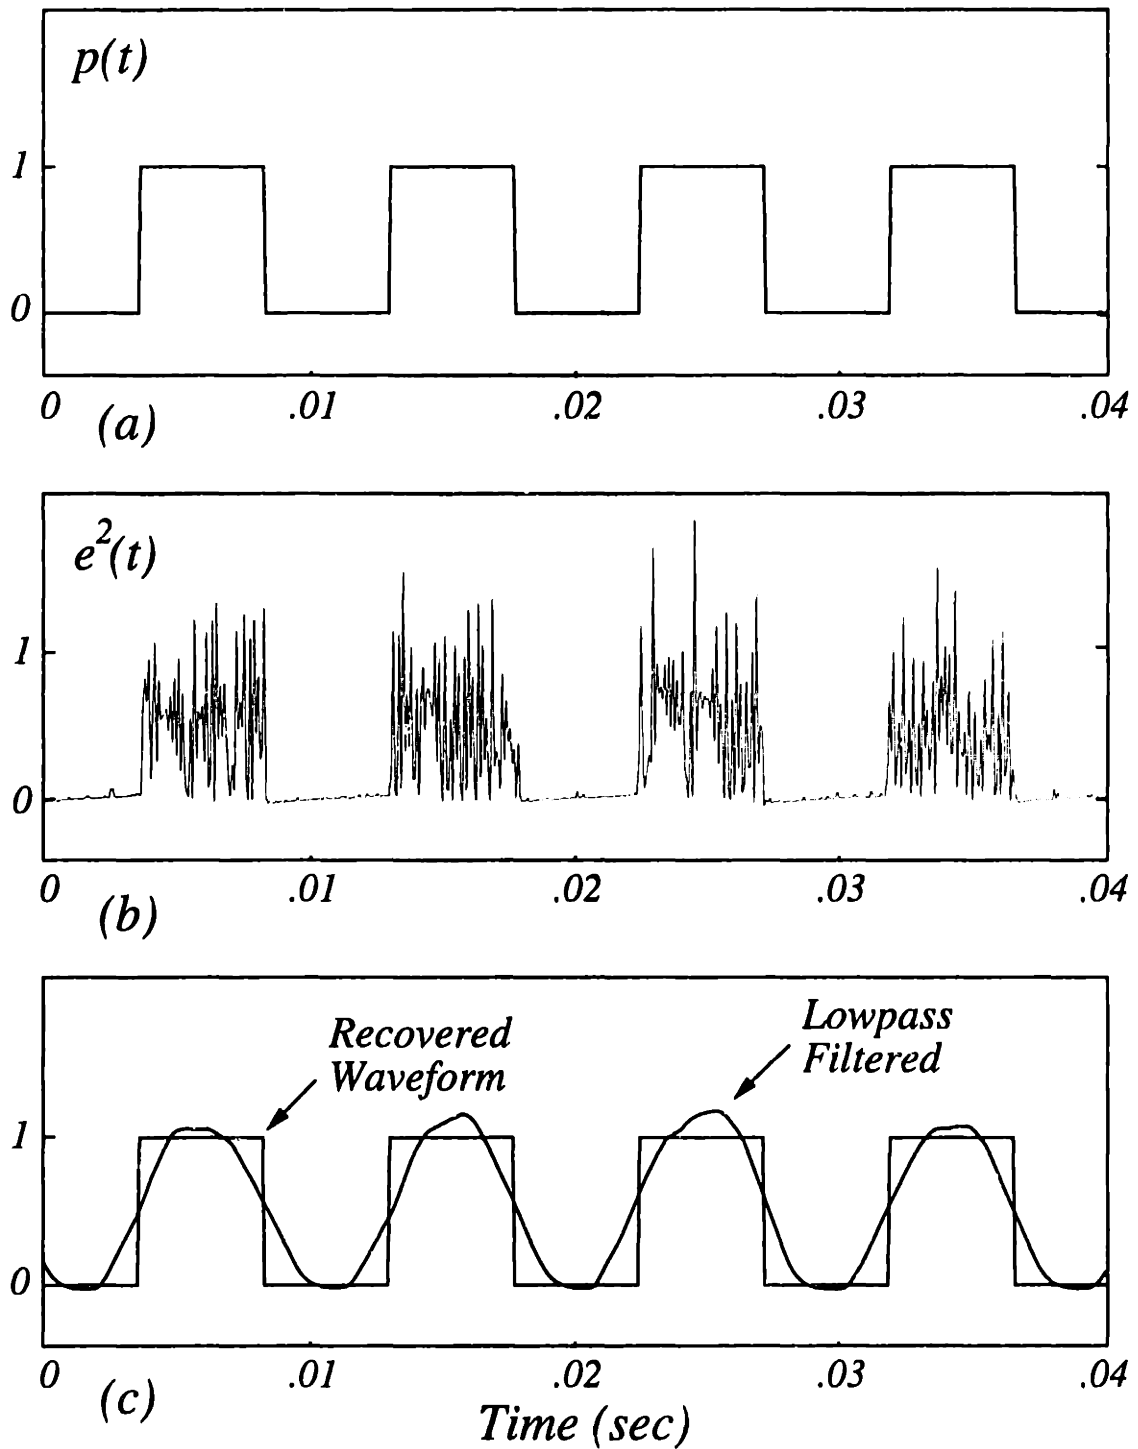 p(t)
1
0
0 .01 .02 .03 .04
(a)
e²(t)
1
0
0 .01 .02 .03 .04
(b)
Recovered
Waveform
Lowpass
Filtered
1
0
0 .01 .02 .03 .04
(c)
Time (sec)